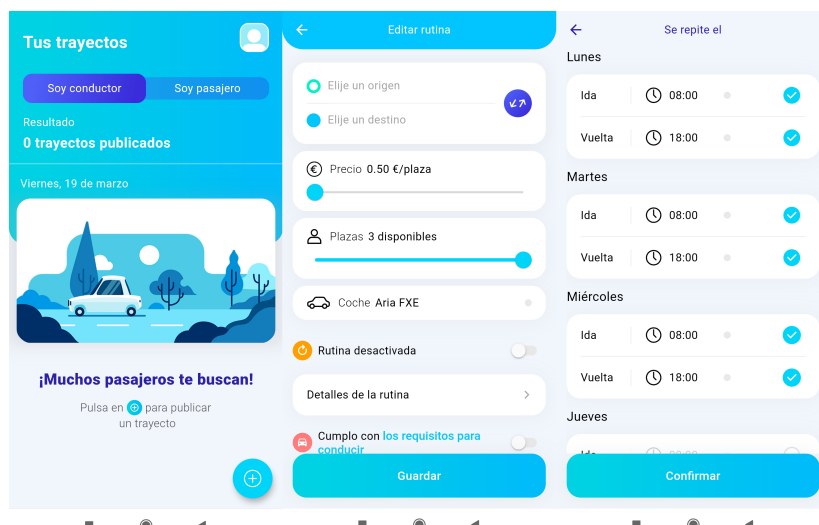 Tus trayectos
Soy conductor
Soy pasajero
Resultado
0 trayectos publicados
Viernes, 19 de marzo
¡Muchos pasajeros te buscan!
Pulsa en para publicar
un trayecto
Editar rutina
Elije un origen
Elije un destino
Precio 0.50 €/plaza
Plazas 3 disponibles
Coche Aria FXE
Rutina desactivada
Detalles de la rutina
Cumplo con los requisitos para
conducir
Guardar
Se repite el
Lunes
Ida 08:00
Vuelta 18:00
Martes
Ida 08:00
Vuelta 18:00
Miércoles
Ida 08:00
Vuelta 18:00
Jueves
Confirmar